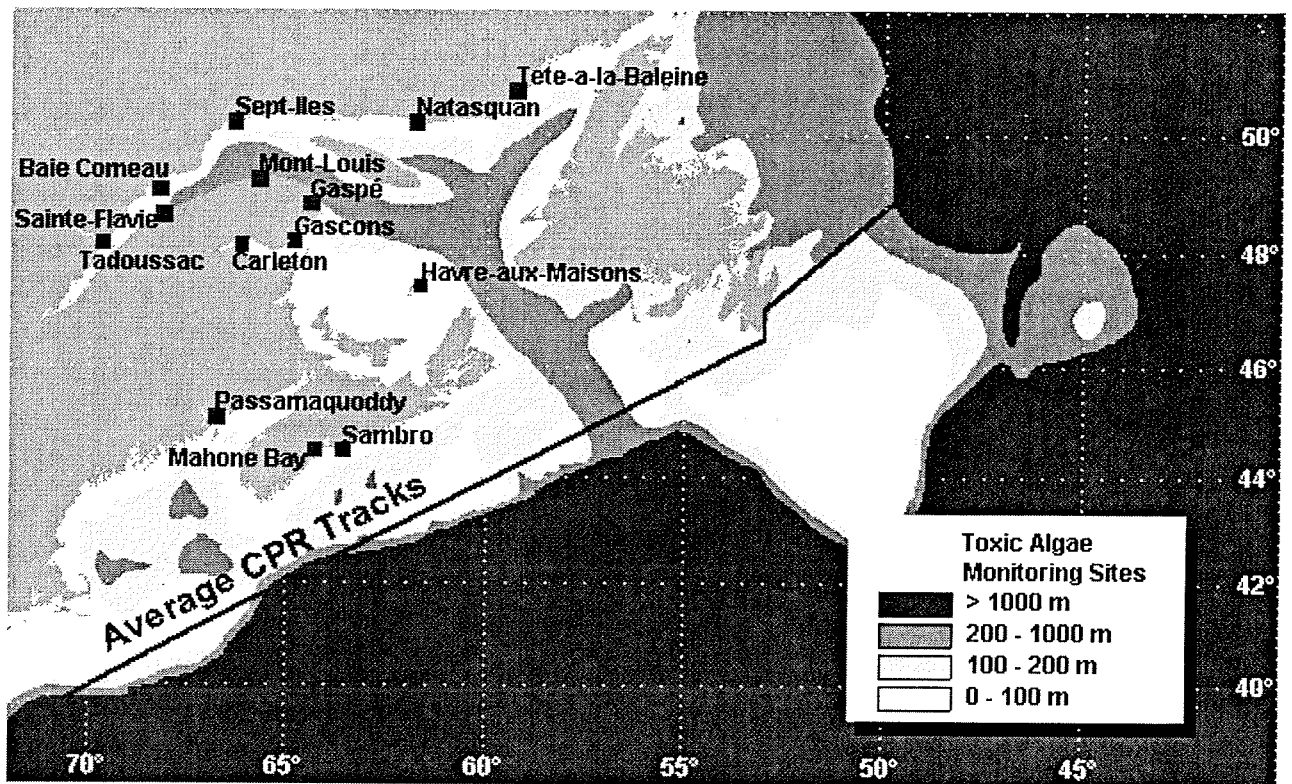 Tete-a-la-Baleine
Sept-Iles
Natasquan
50°
Baie Comeau
Mont-Louis
Gaspé
Sainte-Flavie
Gascons
Tadoussac
Carleton
48°
Havre-aux-Maisons
46°
Passamaquoddy
Sambro
Mahone Bay
44°
Average CPR Tracks
Toxic Algae
Monitoring Sites
> 1000 m
200 - 1000 m
100 - 200 m
0 - 100 m
42°
40°
70° 65° 60° 55° 50° 45°